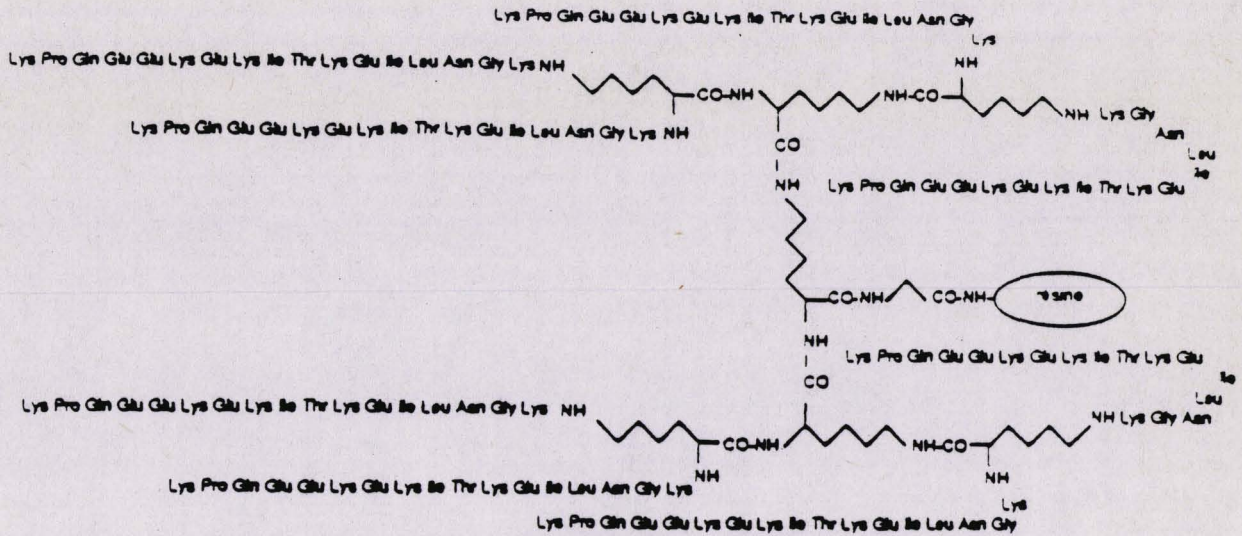 Lys Pro Gln Glu Glu Lys Glu Lys Ile Thr Lys Glu Ile Leu Asn Gly
Lys
NH
Lys Pro Gln Glu Glu Lys Glu Lys Ile Thr Lys Glu Ile Leu Asn Gly Lys NH
CO-NH
NH-CO
NH Lys Gly
Asn
Leu
Ile
Lys Pro Gln Glu Glu Lys Glu Lys Ile Thr Lys Glu Ile Leu Asn Gly Lys NH
CO
NH
Lys Pro Gln Glu Glu Lys Glu Lys Ile Thr Lys Glu
CO-NH
CO-NH
résine
NH
CO
Lys Pro Gln Glu Glu Lys Glu Lys Ile Thr Lys Glu
Ile
Leu
NH Lys Gly Asn
Lys Pro Gln Glu Glu Lys Glu Lys Ile Thr Lys Glu Ile Leu Asn Gly Lys NH
CO-NH
NH-CO
NH
NH
Lys Pro Gln Glu Glu Lys Glu Lys Ile Thr Lys Glu Ile Leu Asn Gly Lys
Lys
Lys Pro Gln Glu Glu Lys Glu Lys Ile Thr Lys Glu Ile Leu Asn Gly